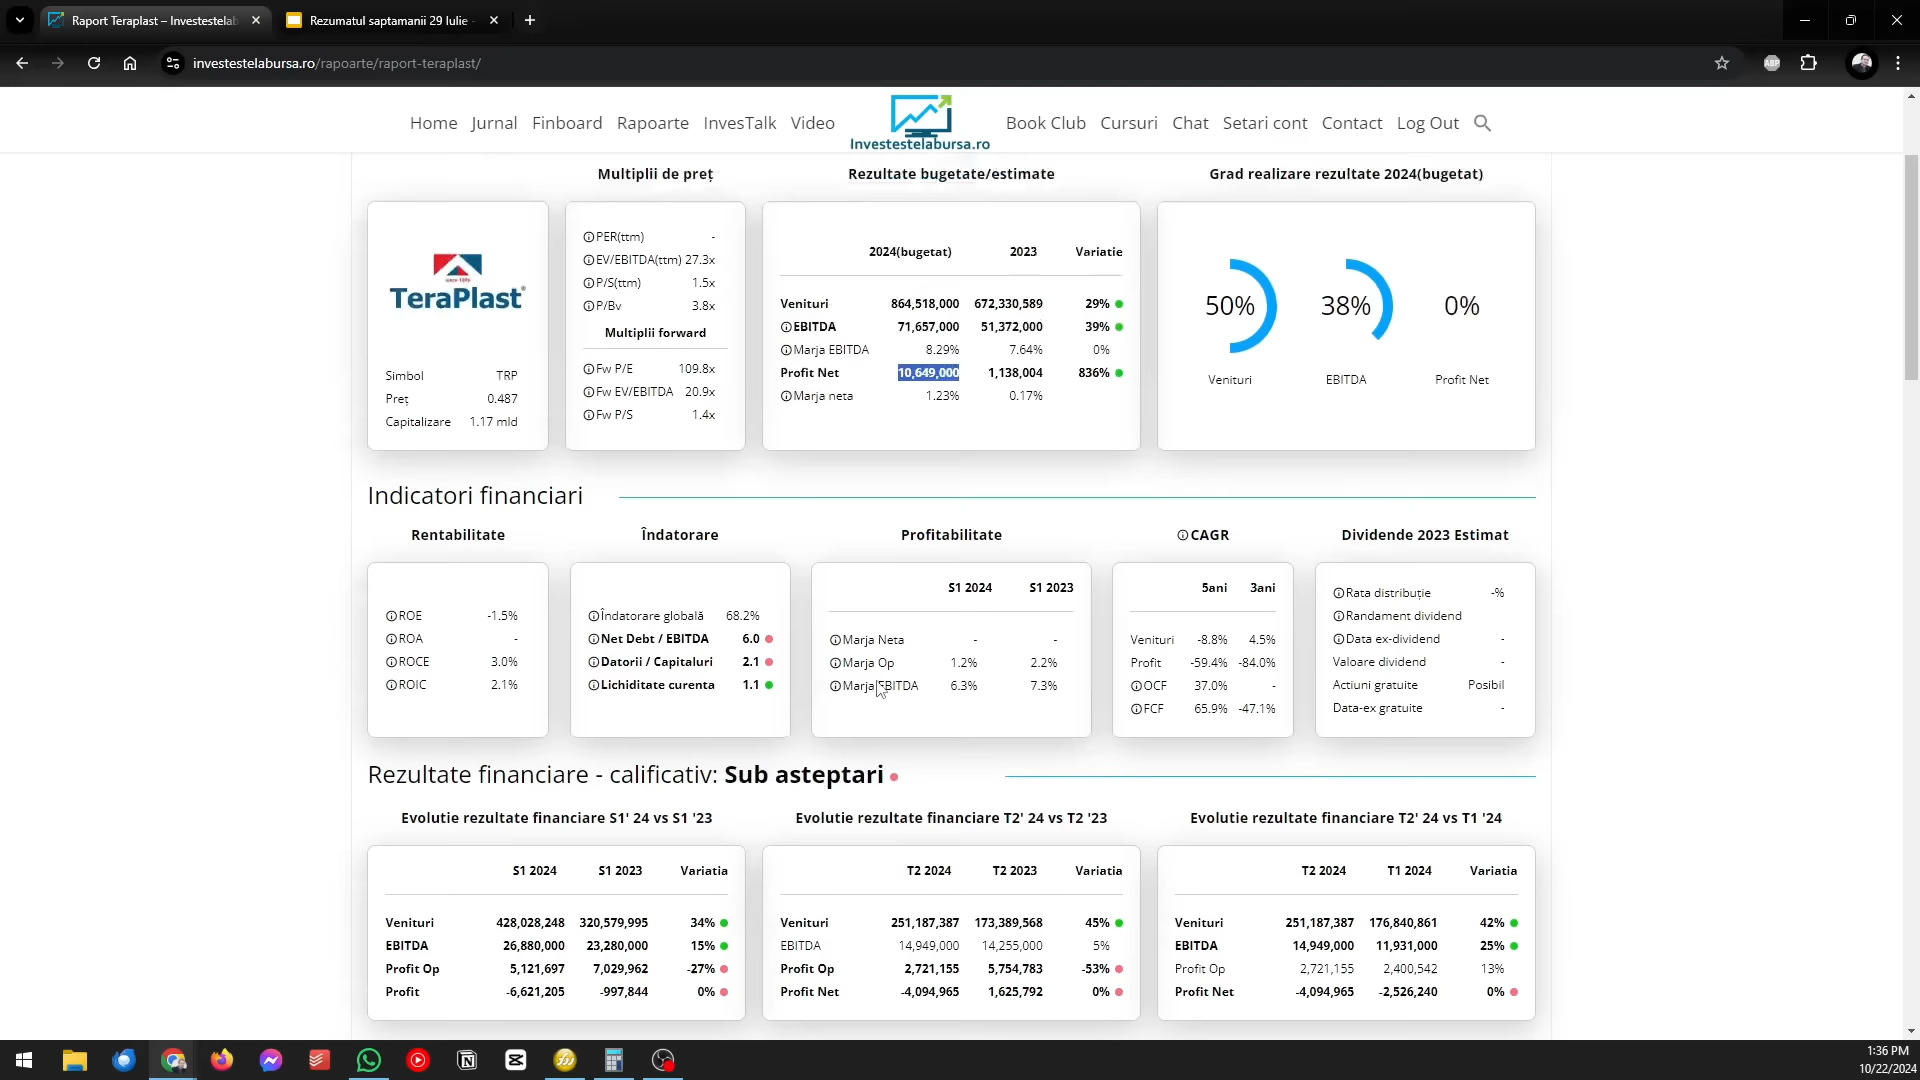 Raport Teraplast – Investestelab
Rezumatul saptamanii 29 Iulie -
investestelabursa.ro/rapoarte/raport-teraplast/
ABP
Home Jurnal Finboard Rapoarte InvesTalk Video Investestelabursa.ro Book Club Cursuri Chat Setari cont Contact Log Out
Multiplii de preț
Rezultate bugetate/estimate
Grad realizare rezultate 2024(bugetat)
since 1896
TeraPlast
Simbol TRP
Preț 0.487
Capitalizare 1.17 mld
PER(ttm) -
EV/EBITDA(ttm) 27.3x
P/S(ttm) 1.5x
P/Bv 3.8x
Multiplii forward
Fw P/E 109.8x
Fw EV/EBITDA 20.9x
Fw P/S 1.4x
2024(bugetat) 2023 Variatie
Venituri 864,518,000 672,330,589 29%
EBITDA 71,657,000 51,372,000 39%
Marja EBITDA 8.29% 7.64% 0%
Profit Net 10,649,000 1,138,004 836%
Marja neta 1.23% 0.17%
50% 38% 0%
Venituri EBITDA Profit Net
Indicatori financiari
Rentabilitate
ROE -1.5%
ROA -
ROCE 3.0%
ROIC 2.1%
Îndatorare
Îndatorare globală 68.2%
Net Debt / EBITDA 6.0
Datorii / Capitaluri 2.1
Lichiditate curenta 1.1
Profitabilitate
S1 2024 S1 2023
Marja Neta - -
Marja Op 1.2% 2.2%
Marja EBITDA 6.3% 7.3%
CAGR
5ani 3ani
Venituri -8.8% 4.5%
Profit -59.4% -84.0%
OCF 37.0% -
FCF 65.9% -47.1%
Dividende 2023 Estimat
Rata distribuție -%
Randament dividend
Data ex-dividend -
Valoare dividend -
Actiuni gratuite Posibil
Data-ex gratuite -
Rezultate financiare - calificativ: Sub asteptari
Evolutie rezultate financiare S1' 24 vs S1 '23
S1 2024 S1 2023 Variatia
Venituri 428,028,248 320,579,995 34%
EBITDA 26,880,000 23,280,000 15%
Profit Op 5,121,697 7,029,962 -27%
Profit -6,621,205 -997,844 0%
Evolutie rezultate financiare T2' 24 vs T2 '23
T2 2024 T2 2023 Variatia
Venituri 251,187,387 173,389,568 45%
EBITDA 14,949,000 14,255,000 5%
Profit Op 2,721,155 5,754,783 -53%
Profit Net -4,094,965 1,625,792 0%
Evolutie rezultate financiare T2' 24 vs T1 '24
T2 2024 T1 2024 Variatia
Venituri 251,187,387 176,840,861 42%
EBITDA 14,949,000 11,931,000 25%
Profit Op 2,721,155 2,400,542 13%
Profit Net -4,094,965 -2,526,240 0%
1:36 PM
10/22/2024